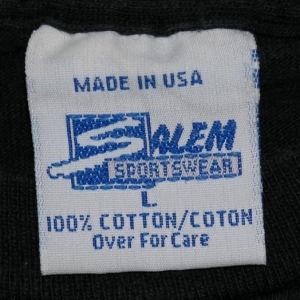 MADE IN USA
SALEM
SPORTSWEAR
L
100% COTTON/COTON
Over For Care